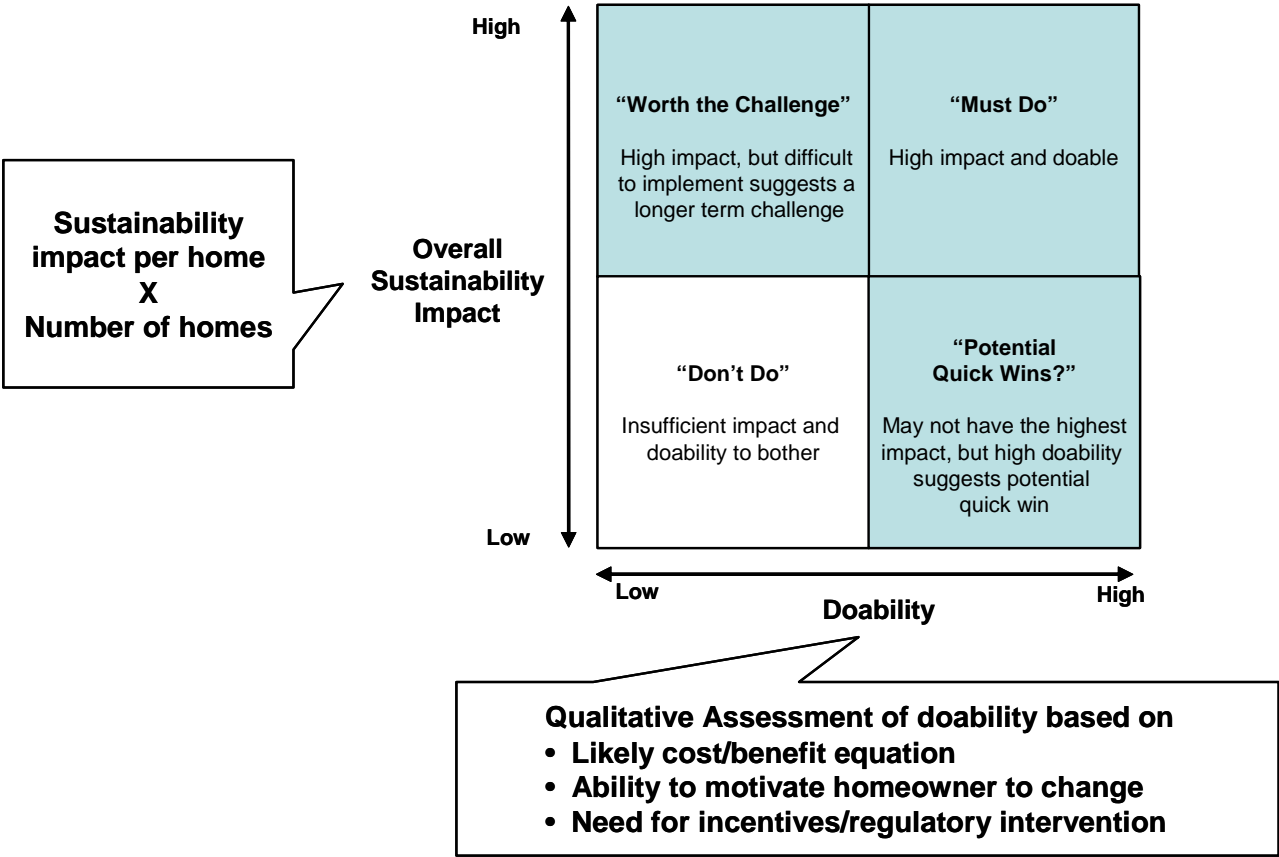 High
“Worth the Challenge”
High impact, but difficult
to implement suggests a
longer term challenge
“Must Do”
High impact and doable
Sustainability
impact per home
X
Number of homes
Overall
Sustainability
Impact
“Don’t Do”
Insufficient impact and
doability to bother
“Potential
Quick Wins?”
May not have the highest
impact, but high doability
suggests potential
quick win
Low
Low
High
Doability
Qualitative Assessment of doability based on
• Likely cost/benefit equation
• Ability to motivate homeowner to change
• Need for incentives/regulatory intervention